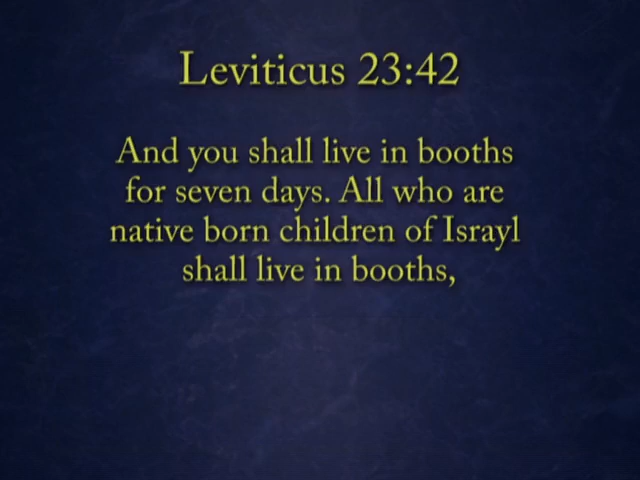 Leviticus 23:42
And you shall live in booths
for seven days. All who are
native born children of Israyl
shall live in booths,